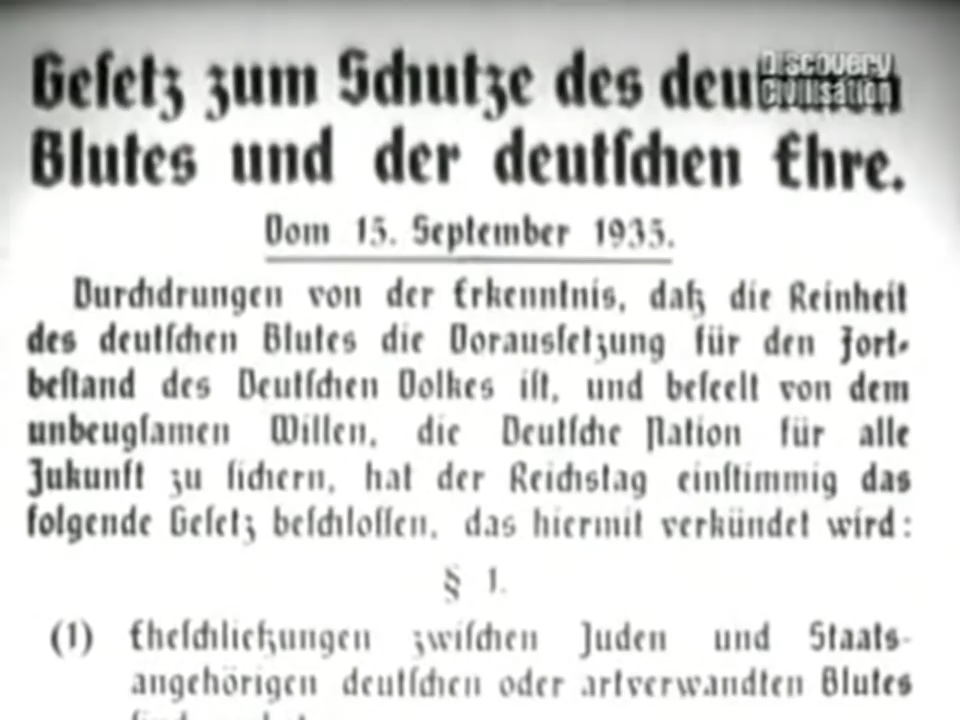 Gesetz zum Schutze des deutschen
Blutes und der deutschen Ehre.
Discovery
Civilisation
Vom 15. September 1935.
Durchdrungen von der Erkenntnis, daß die Reinheit
des deutschen Blutes die Voraussetzung für den Fort-
bestand des Deutschen Volkes ist, und beseelt von dem
unbeugsamen Willen, die Deutsche Nation für alle
Zukunft zu sichern, hat der Reichstag einstimmig das
folgende Gesetz beschlossen, das hiermit verkündet wird:
§ 1.
(1) Eheschließungen zwischen Juden und Staats-
angehörigen deutschen oder artverwandten Blutes